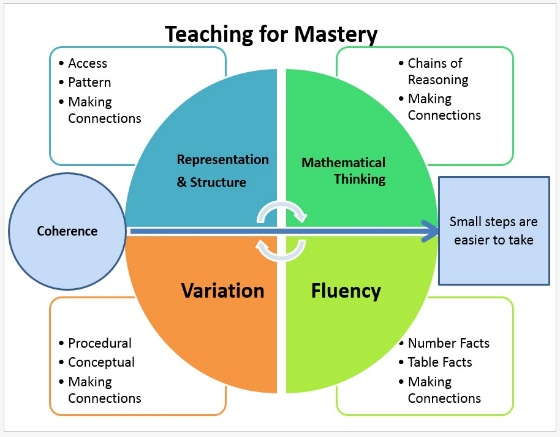 Teaching for Mastery
• Access
• Pattern
• Making
Connections
• Chains of
Reasoning
• Making
Connections
Representation
& Structure
Mathematical
Thinking
Coherence
Small steps are
easier to take
Variation
Fluency
• Procedural
• Conceptual
• Making
Connections
• Number Facts
• Table Facts
• Making
Connections